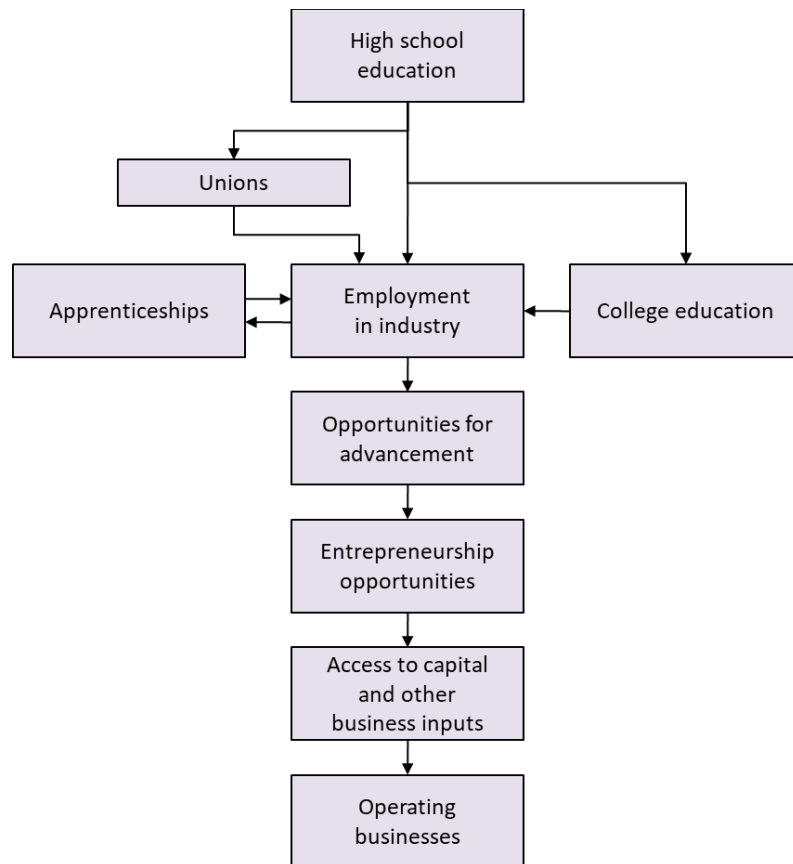 High school
education
Unions
Apprenticeships
Employment
in industry
College education
Opportunities for
advancement
Entrepreneurship
opportunities
Access to capital
and other
business inputs
Operating
businesses